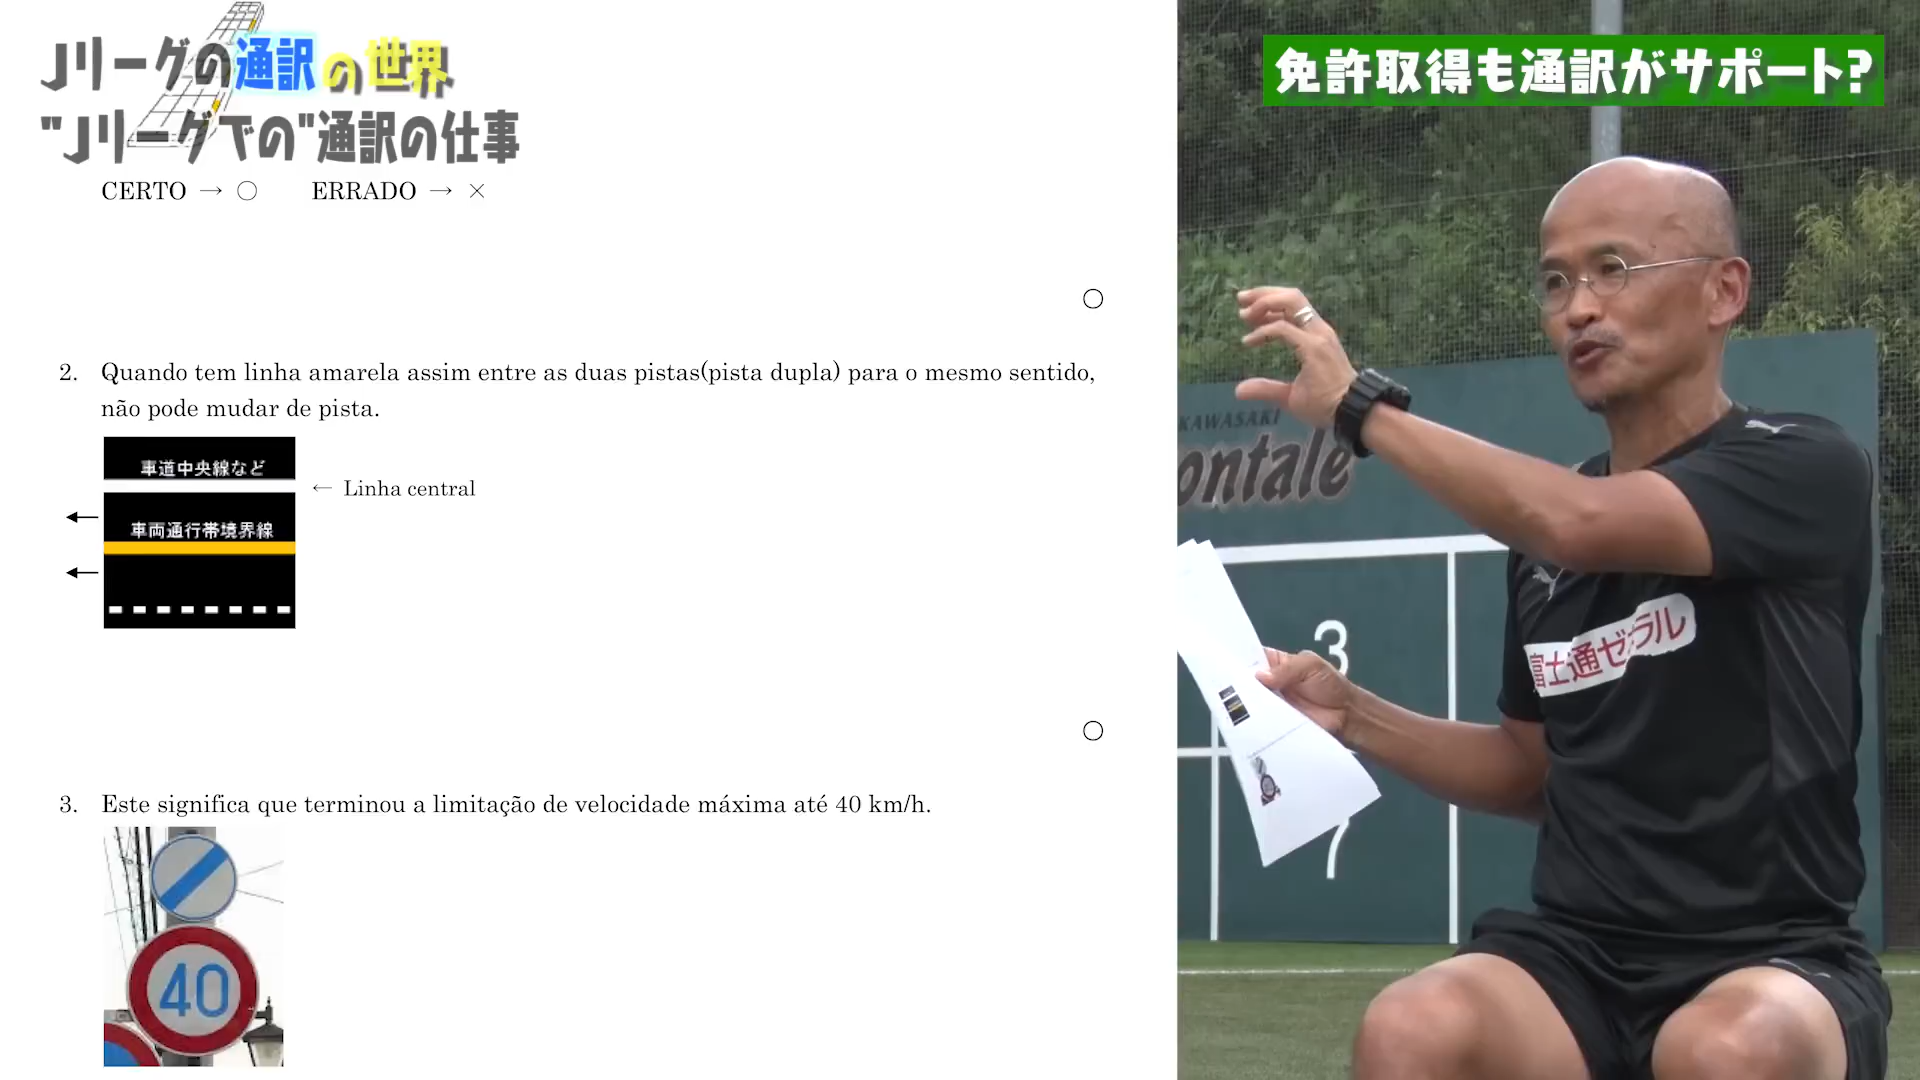 Jリーグの通訳の世界
"Jリーグでの"通訳の仕事
免許取得も通訳がサポート?
CERTO → ○ ERRADO → ×
○
2. Quando tem linha amarela assim entre as duas pistas(pista dupla) para o mesmo sentido,
não pode mudar de pista.
車道中央線など
← Linha central
車両通行帯境界線
○
3. Este significa que terminou a limitação de velocidade máxima até 40 km/h.
40
KAWASAKI
ontale
3
7
富士通ゼネラル